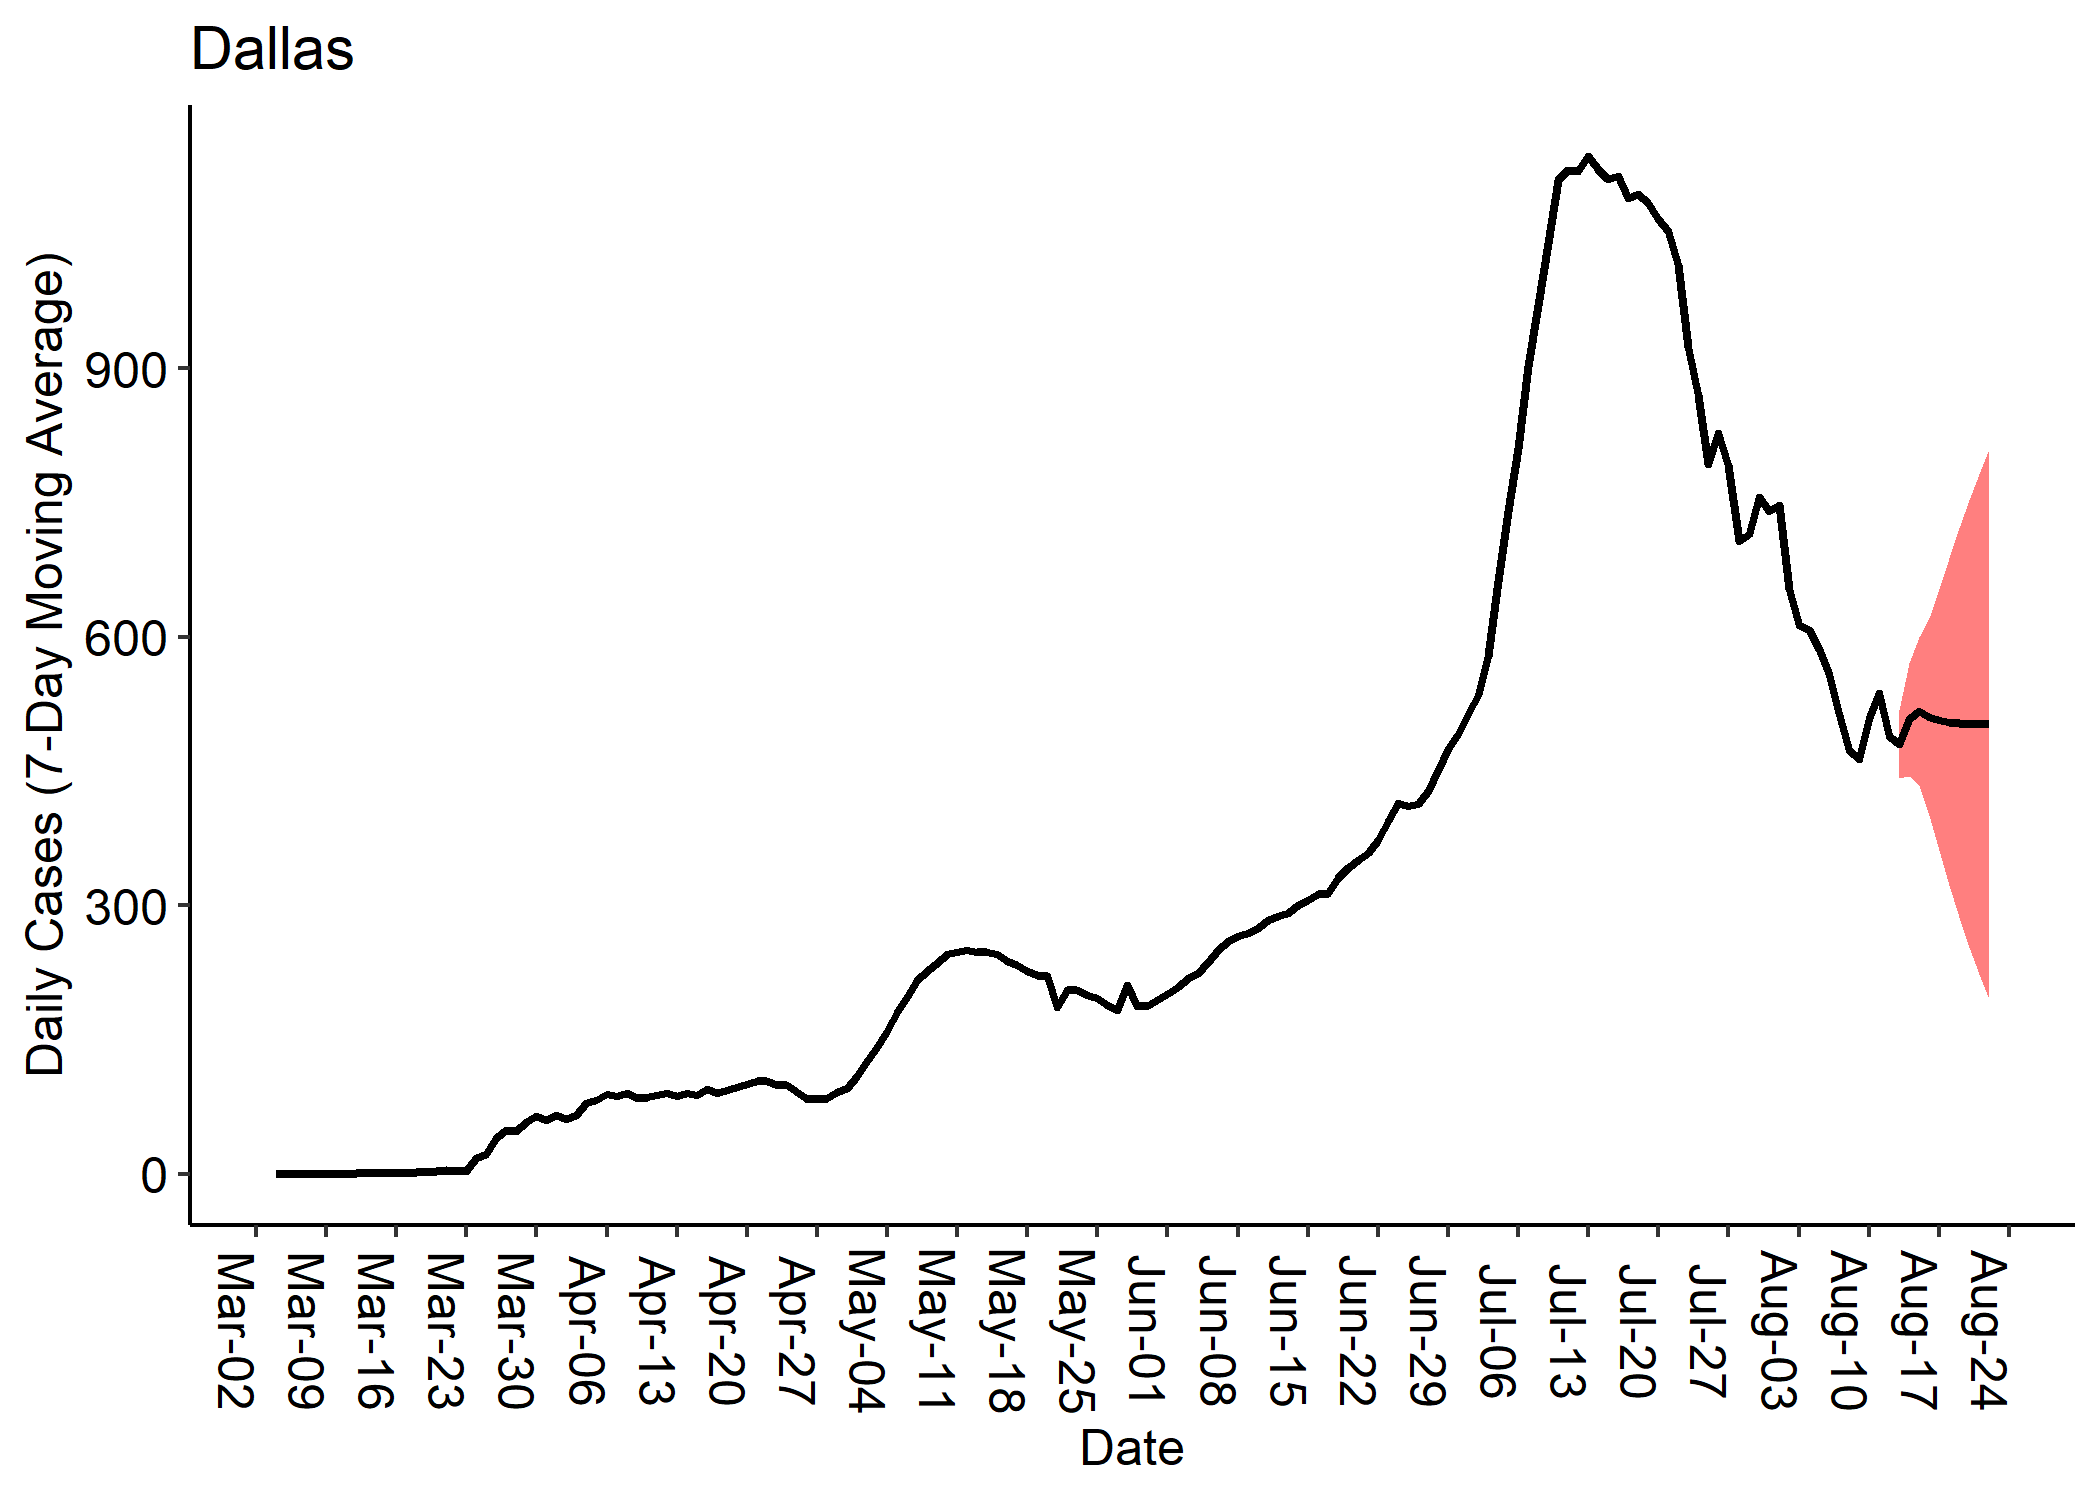 Dallas
Daily Cases (7-Day Moving Average)
900
600
300
0
Mar-02
Mar-09
Mar-16
Mar-23
Mar-30
Apr-06
Apr-13
Apr-20
Apr-27
May-04
May-11
May-18
May-25
Jun-01
Jun-08
Jun-15
Jun-22
Jun-29
Jul-06
Jul-13
Jul-20
Jul-27
Aug-03
Aug-10
Aug-17
Aug-24
Date